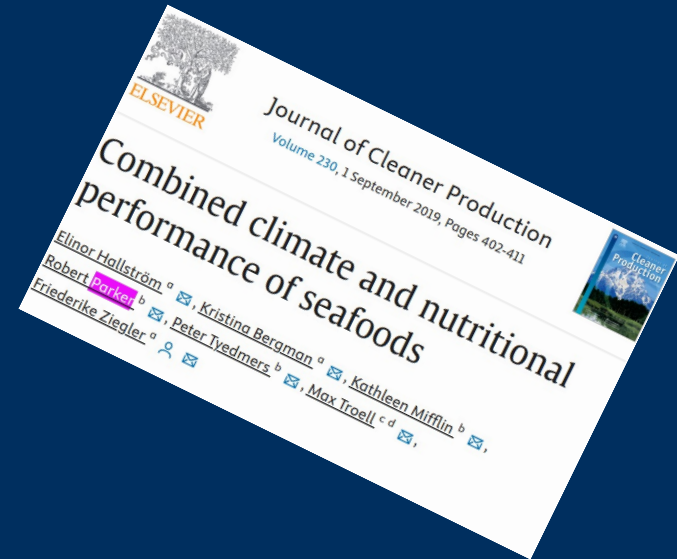 ELSEVIER
Journal of Cleaner Production
Volume 230, 1 September 2019, Pages 402-411
Cleaner
Production
Combined climate and nutritional
performance of seafoods
Elinor Hallström a, Kristina Bergman a, Kathleen Mifflin b,
Robert Parker b, Peter Tyedmers b, Max Troell c d,
Friederike Ziegler a